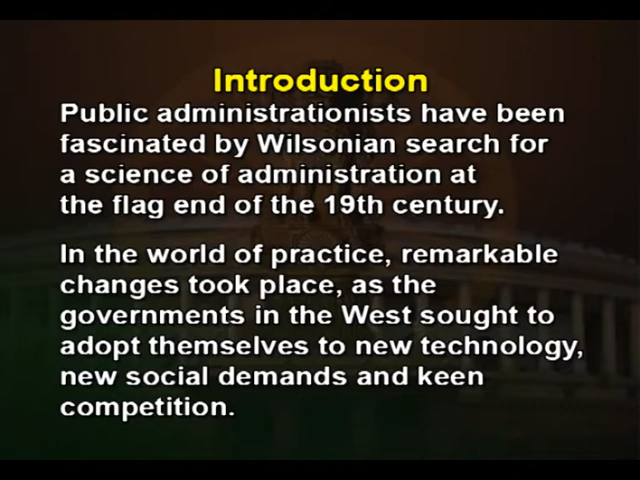 Introduction
Public administrationists have been
fascinated by Wilsonian search for
a science of administration at
the flag end of the 19th century.
In the world of practice, remarkable
changes took place, as the
governments in the West sought to
adopt themselves to new technology,
new social demands and keen
competition.